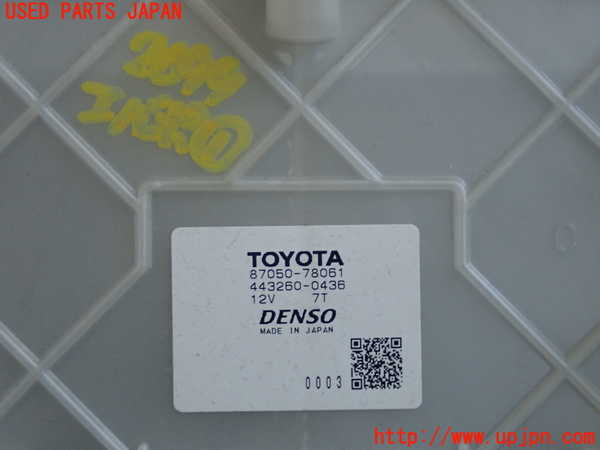 USED PARTS JAPAN
TOYOTA
87050-78061
443260-0436
12V 7T
DENSO
MADE IN JAPAN
0003
http://www.upjpn.com/